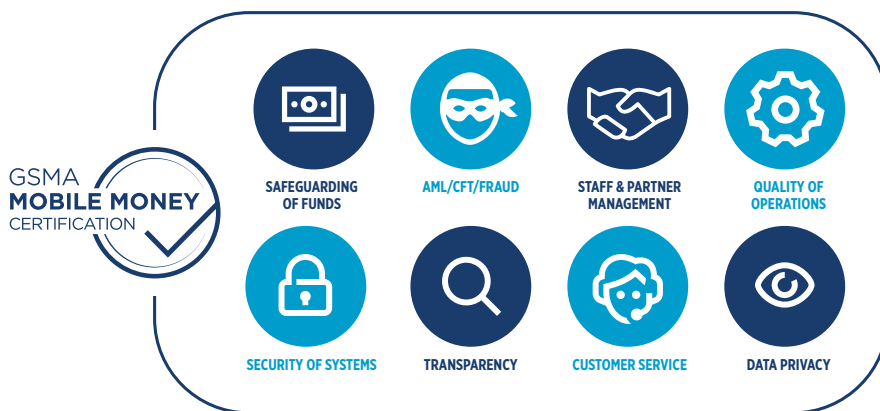 GSMA
MOBILE MONEY
CERTIFICATION
SAFEGUARDING
OF FUNDS
AML/CFT/FRAUD
STAFF & PARTNER
MANAGEMENT
QUALITY OF
OPERATIONS
SECURITY OF SYSTEMS
TRANSPARENCY
CUSTOMER SERVICE
DATA PRIVACY